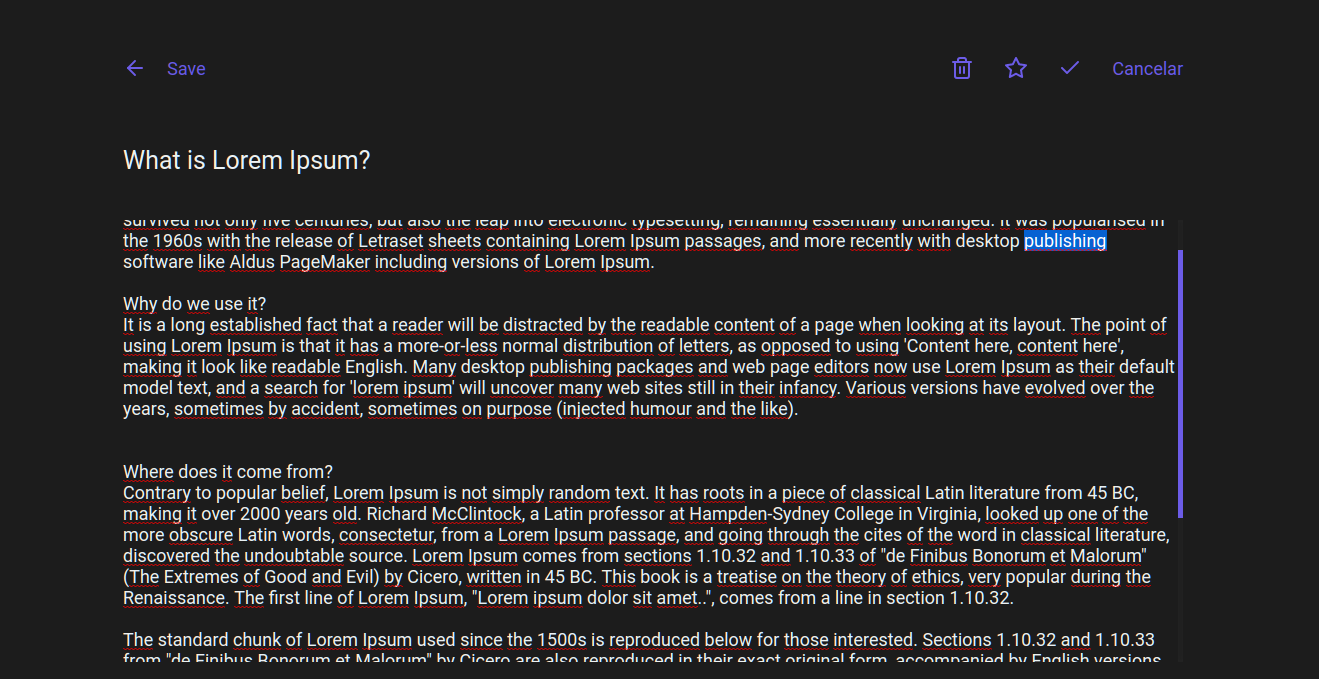 Save
Cancelar
What is Lorem Ipsum?
survived not only five centuries, but also the leap into electronic typesetting, remaining essentially unchanged. It was popularised in
the 1960s with the release of Letraset sheets containing Lorem Ipsum passages, and more recently with desktop publishing
software like Aldus PageMaker including versions of Lorem Ipsum.
Why do we use it?
It is a long established fact that a reader will be distracted by the readable content of a page when looking at its layout. The point of
using Lorem Ipsum is that it has a more-or-less normal distribution of letters, as opposed to using 'Content here, content here',
making it look like readable English. Many desktop publishing packages and web page editors now use Lorem Ipsum as their default
model text, and a search for 'lorem ipsum' will uncover many web sites still in their infancy. Various versions have evolved over the
years, sometimes by accident, sometimes on purpose (injected humour and the like).
Where does it come from?
Contrary to popular belief, Lorem Ipsum is not simply random text. It has roots in a piece of classical Latin literature from 45 BC,
making it over 2000 years old. Richard McClintock, a Latin professor at Hampden-Sydney College in Virginia, looked up one of the
more obscure Latin words, consectetur, from a Lorem Ipsum passage, and going through the cites of the word in classical literature,
discovered the undoubtable source. Lorem Ipsum comes from sections 1.10.32 and 1.10.33 of "de Finibus Bonorum et Malorum"
(The Extremes of Good and Evil) by Cicero, written in 45 BC. This book is a treatise on the theory of ethics, very popular during the
Renaissance. The first line of Lorem Ipsum, "Lorem ipsum dolor sit amet..", comes from a line in section 1.10.32.
The standard chunk of Lorem Ipsum used since the 1500s is reproduced below for those interested. Sections 1.10.32 and 1.10.33
from "de Finibus Bonorum et Malorum" by Cicero are also reproduced in their exact original form, accompanied by English versions